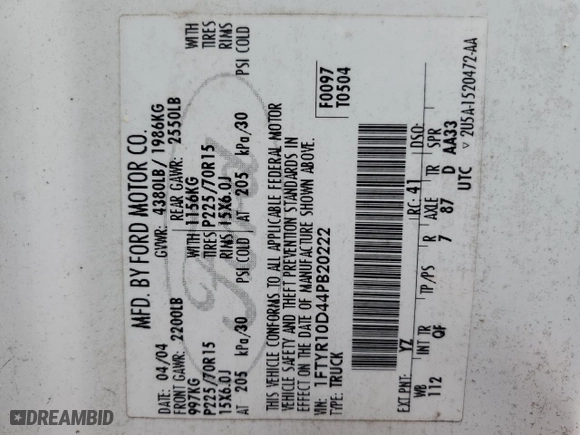 MFD. BY FORD MOTOR CO.
DATE: 04/04 GVWR: 4380LB/ 1986KG
FRONT GAWR: 2200LB REAR GAWR: 2550LB
997KG WITH 1156KG WITH
P225/70R15 TIRES P225/70R15 TIRES
15X6.0J RIMS 15X6.0J RIMS
AT 205 kPa/30 PSI COLD AT 205 kPa/30 PSI COLD
THIS VEHICLE CONFORMS TO ALL APPLICABLE FEDERAL MOTOR
VEHICLE SAFETY AND THEFT PREVENTION STANDARDS IN
EFFECT ON THE DATE OF MANUFACTURE SHOWN ABOVE.
VIN: 1FTYR10D44PB20222
TYPE: TRUCK
F0097
T0504
Ford
EXT PNT: YZ RC: 41 DSO:
WB INT TR TP/PS R AXLE TR SPR
112 QF 7 87 D AA33
UTC ▽ 2U5A-1520472-AA
DREAMBID